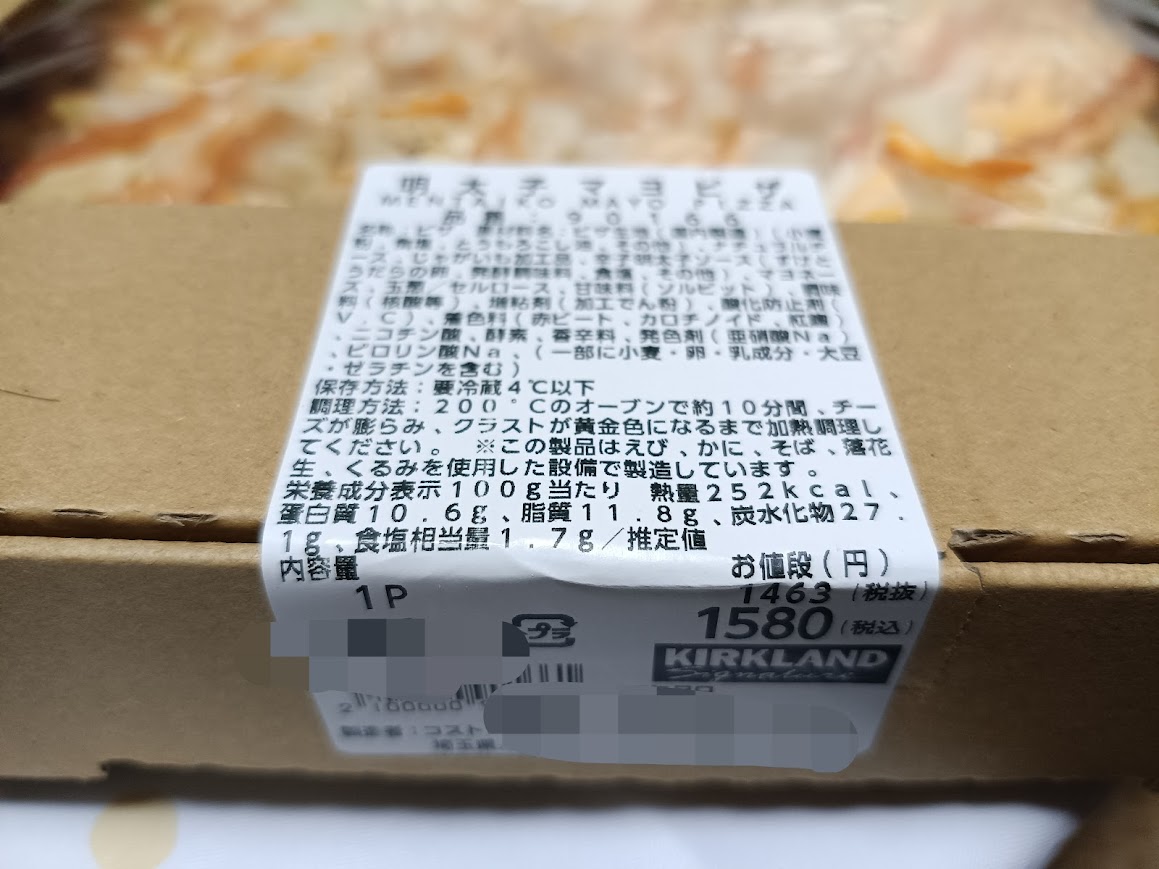 明太子マヨピザ
MENTAIKO MAYO PIZZA
品番:90166
名称:ピザ 原材料名:ピザ生地(国内製造)(小麦
粉、食塩、とうもろこし油、その他)、ナチュラルチ
ーズ、じゃがいも加工品、辛子明太子ソース(すけと
うだらの卵、発酵調味料、食塩、その他)、マヨネー
ズ、玉葱/セルロース、甘味料(ソルビット)、調味
料(核酸等)、増粘剤(加工でん粉)、酸化防止剤(
V.C)、着色料(赤ビート、カロチノイド、紅麹)
、ニコチン酸、酵素、香辛料、発色剤(亜硝酸Na)
、ピロリン酸Na、(一部に小麦・卵・乳成分・大豆
・ゼラチンを含む)
保存方法:要冷蔵4℃以下
調理方法:200°Cのオーブンで約10分間、チー
ズが膨らみ、クラストが黄金色になるまで加熱調理し
てください。 ※この製品はえび、かに、そば、落花
生、くるみを使用した設備で製造しています。
栄養成分表示100g当たり 熱量252kcal、
蛋白質10.6g、脂質11.8g、炭水化物27.
1g、食塩相当量1.7g/推定値
内容量 お値段(円)
1P 1463(税抜)
プラ 1580(税込)
KIRKLAND
Signature
2 100000
製造者:コスト
埼玉県